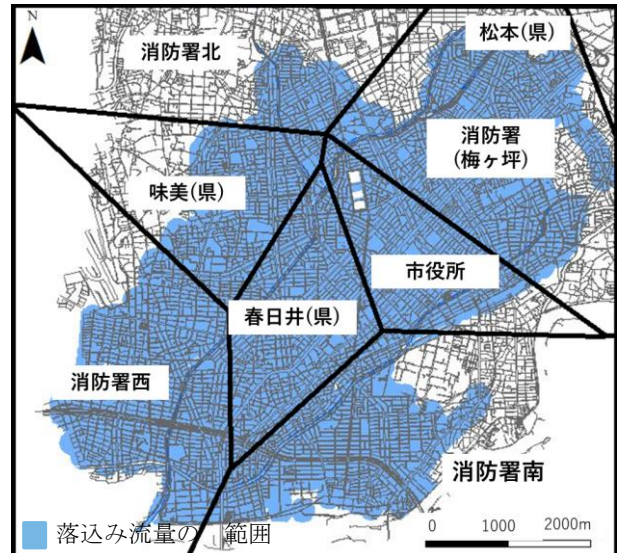 N
松本(県)
消防署北
消防署
(梅ヶ坪)
味美(県)
市役所
春日井(県)
消防署西
消防署南
落込み流量の 範囲
0 1000 2000m